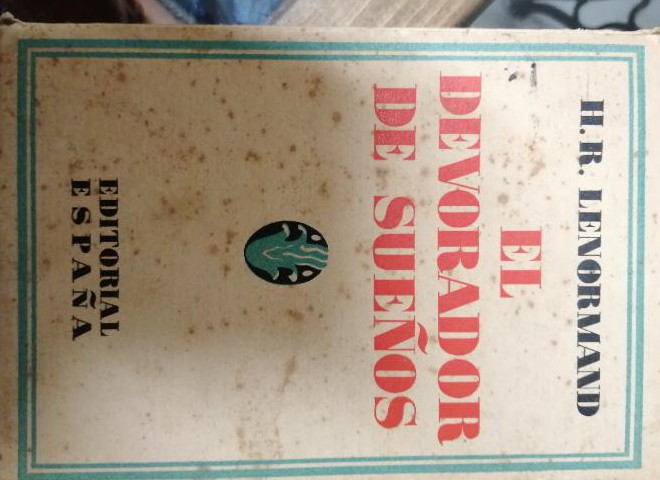 H. R. LENORMAND
EL
DEVORADOR
DE SUEÑOS
EDITORIAL
ESPAÑA